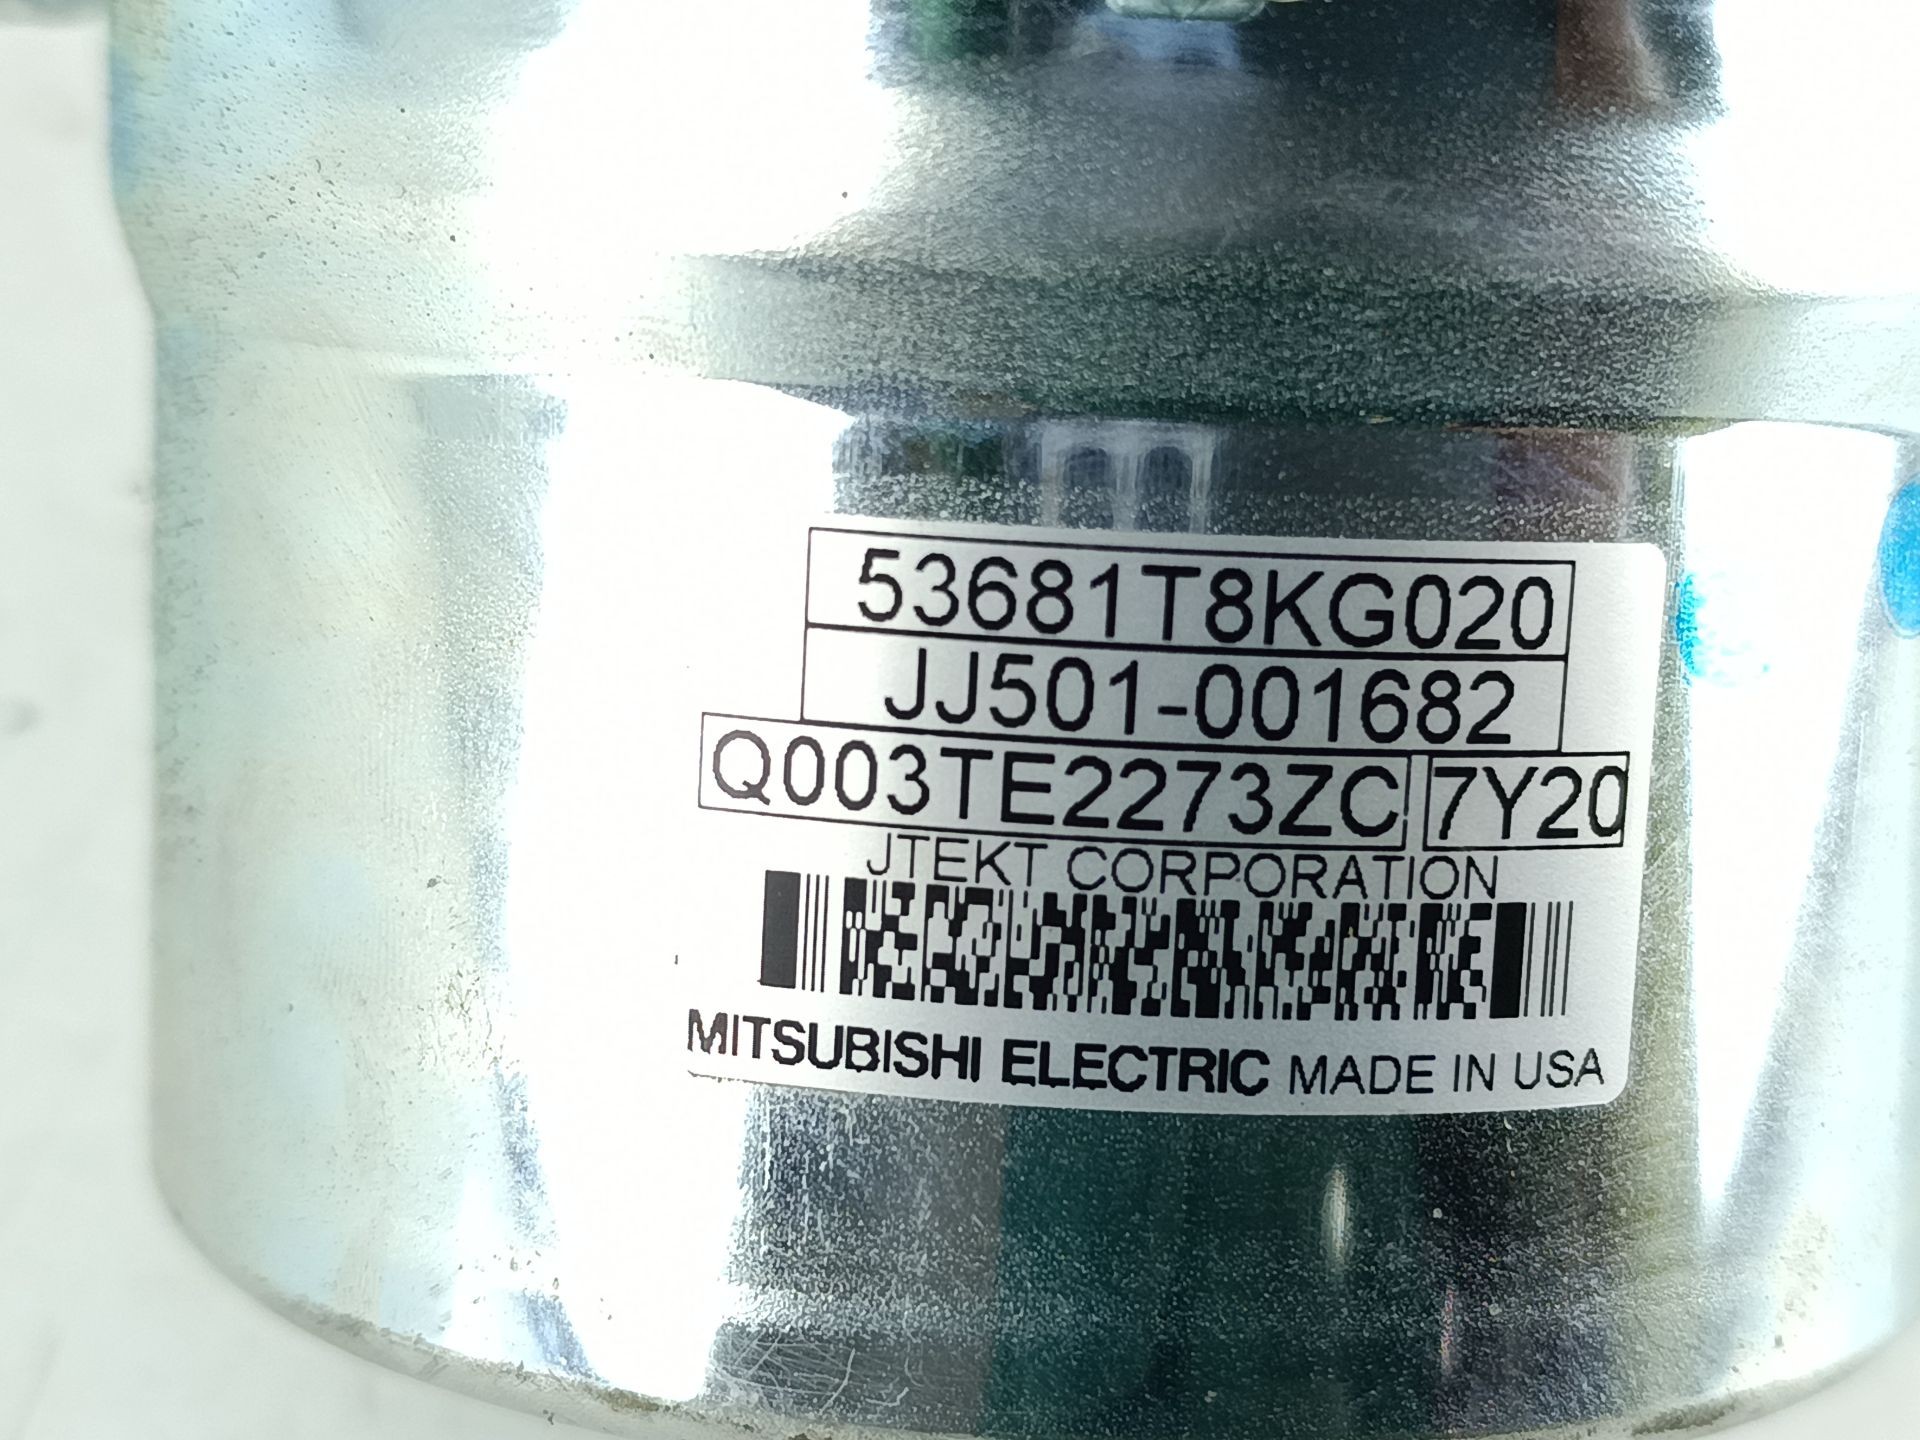 53681T8KG020
JJ501-001682
Q003TE2273ZC 7Y20
JTEKT CORPORATION
MITSUBISHI ELECTRIC MADE IN USA